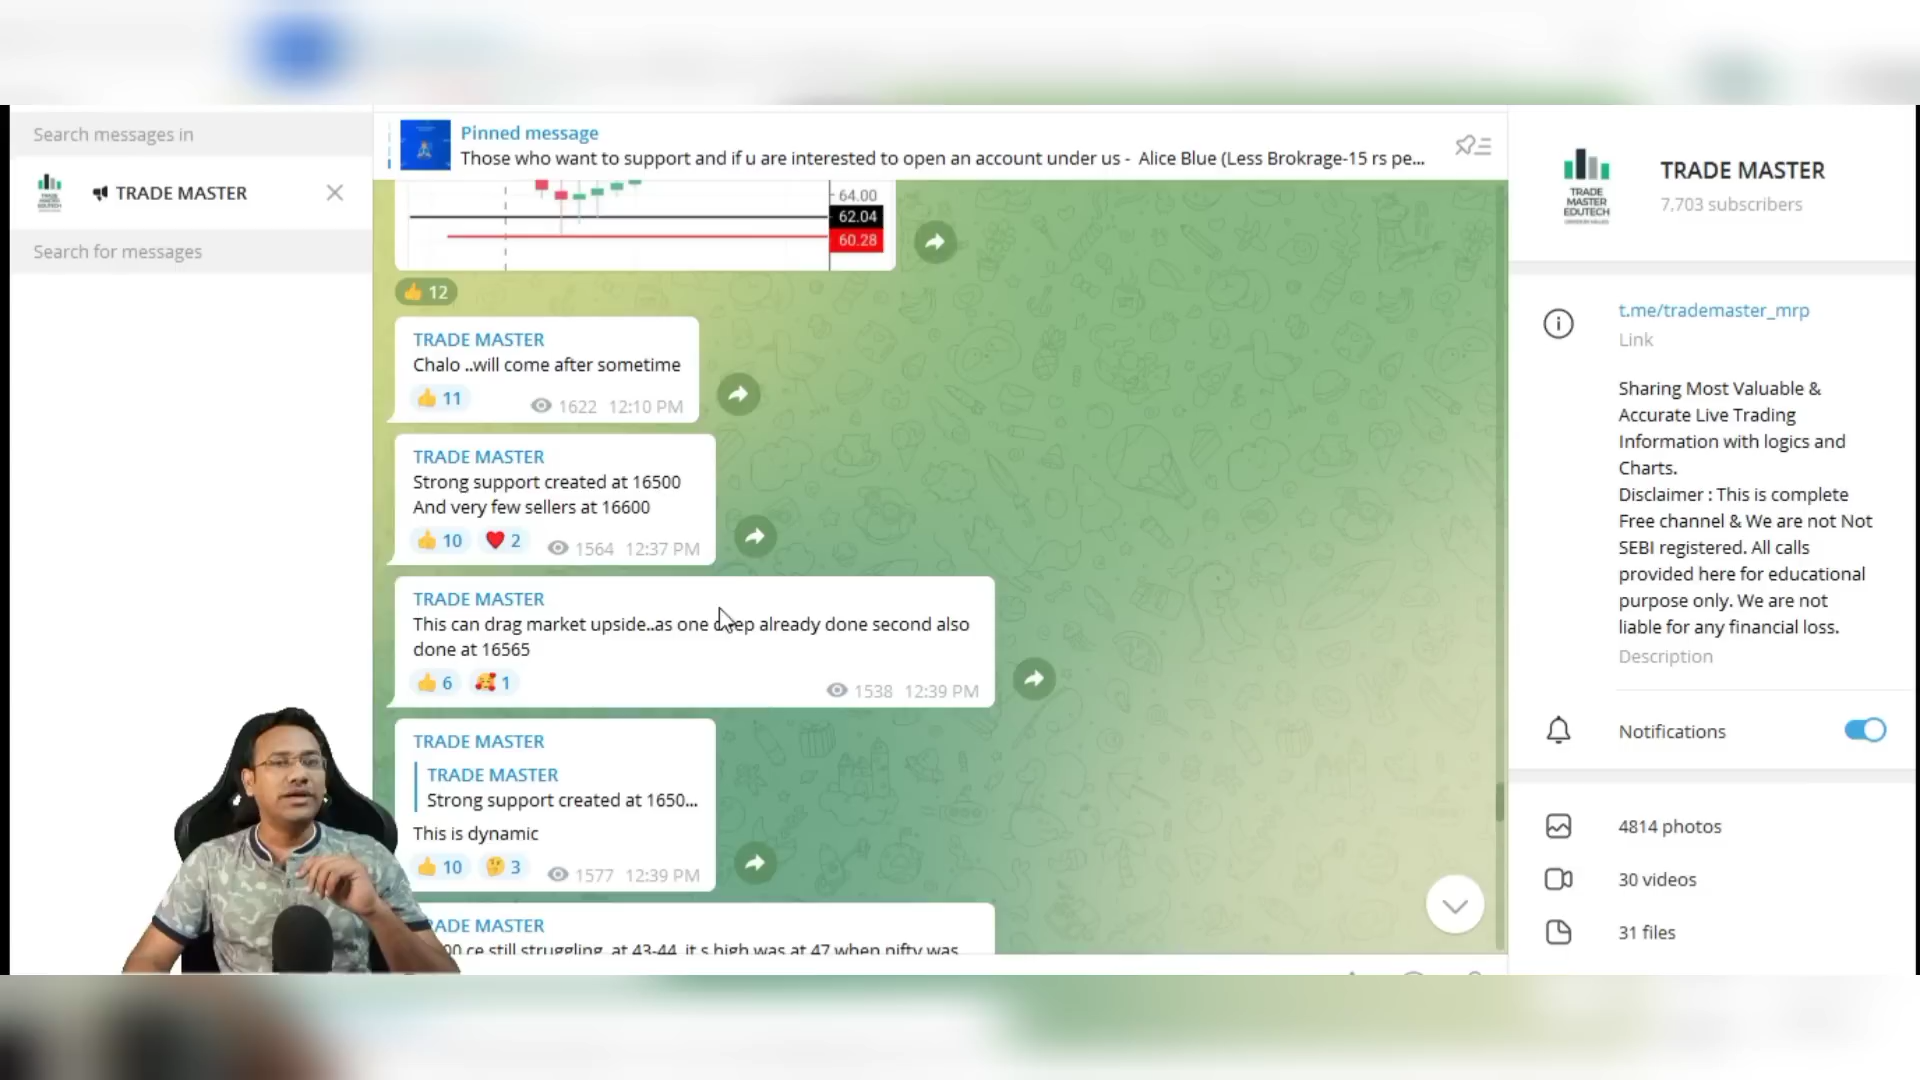 Search messages in
TRADE MASTER
Search for messages
Pinned message
Those who want to support and if u are interested to open an account under us - Alice Blue (Less Brokrage-15 rs pe...
64.00
62.04
60.28
12
TRADE MASTER
Chalo ..will come after sometime
11 1622 12:10 PM
TRADE MASTER
Strong support created at 16500
And very few sellers at 16600
10 2 1564 12:37 PM
TRADE MASTER
This can drag market upside..as one already done second also
done at 16565
6 1 1538 12:39 PM
TRADE MASTER
TRADE MASTER
Strong support created at 1650...
This is dynamic
10 3 1577 12:39 PM
ADE MASTER
00 ce still struggling at 43-44 it s high was at 47 when nifty was
TRADE
MASTER
EDUTECH
TRADE MASTER
7,703 subscribers
t.me/trademaster_mrp
Link
Sharing Most Valuable &
Accurate Live Trading
Information with logics and
Charts.
Disclaimer : This is complete
Free channel & We are not Not
SEBI registered. All calls
provided here for educational
purpose only. We are not
liable for any financial loss.
Description
Notifications
4814 photos
30 videos
31 files